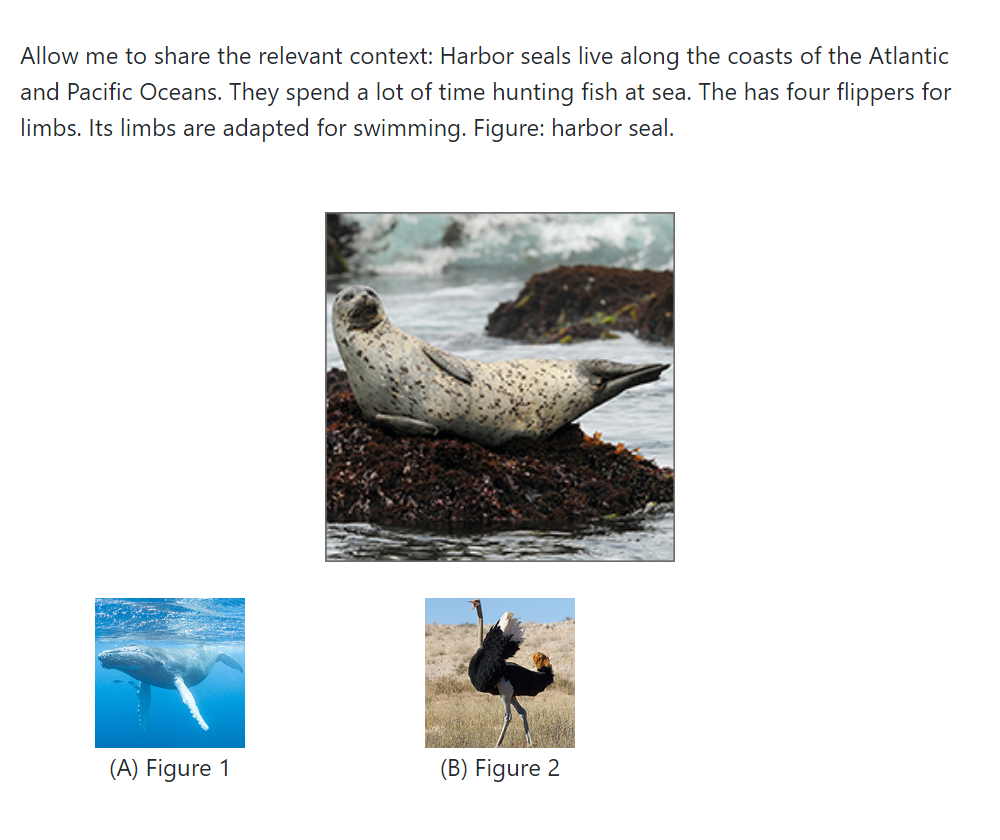 Allow me to share the relevant context: Harbor seals live along the coasts of the Atlantic
and Pacific Oceans. They spend a lot of time hunting fish at sea. The has four flippers for
limbs. Its limbs are adapted for swimming. Figure: harbor seal.
(A) Figure 1
(B) Figure 2